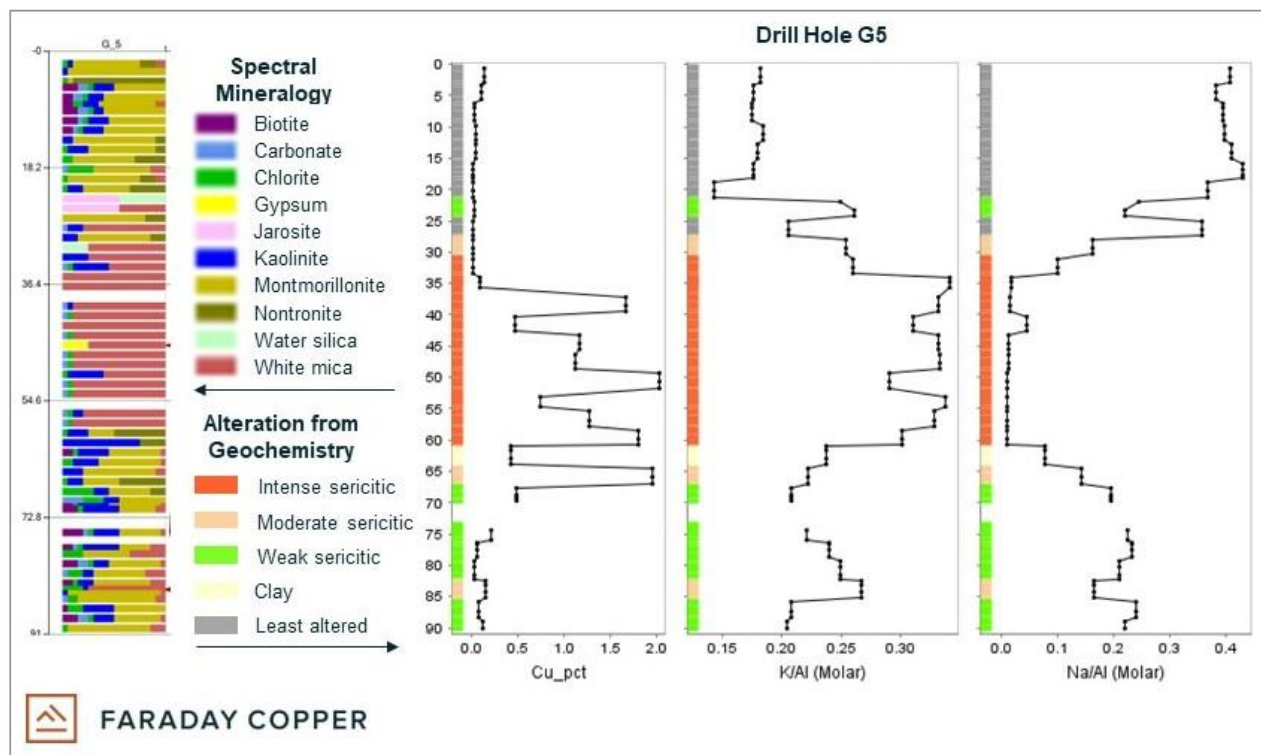 Drill Hole G5
G_5
-0
18.2
36.4
54.6
72.8
91
Spectral
Mineralogy
Biotite
Carbonate
Chlorite
Gypsum
Jarosite
Kaolinite
Montmorillonite
Nontronite
Water silica
White mica
Alteration from
Geochemistry
Intense sericitic
Moderate sericitic
Weak sericitic
Clay
Least altered
0
5
10
15
20
25
30
35
40
45
50
55
60
65
70
75
80
85
90
0.0 0.5 1.0 1.5 2.0
Cu_pct
0.15 0.20 0.25 0.30
K/Al (Molar)
0.0 0.1 0.2 0.3 0.4
Na/Al (Molar)
FARADAY COPPER